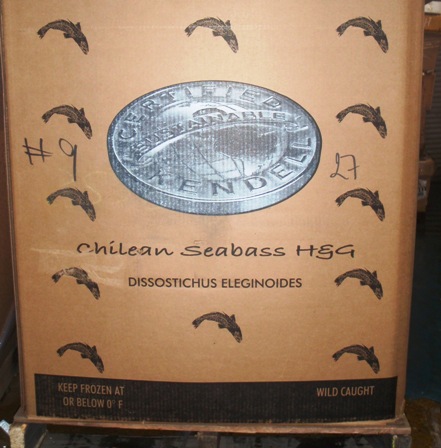 CERTIFIED
SUSTAINABLE
KENDELL
#9
27
Chilean Seabass H&G
DISSOSTICHUS ELEGINOIDES
KEEP FROZEN AT
OR BELOW 0° F
WILD CAUGHT